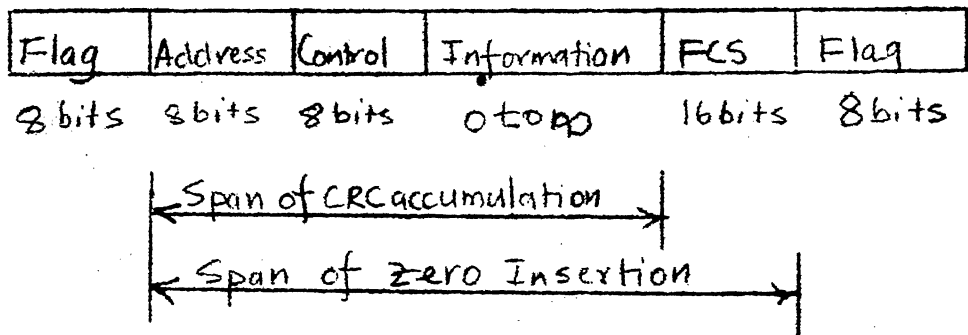 Flag Address Control Information FCS Flag
8 bits 8 bits 8 bits 0 to ∞ 16 bits 8 bits
Span of CRC accumulation
Span of zero Insertion